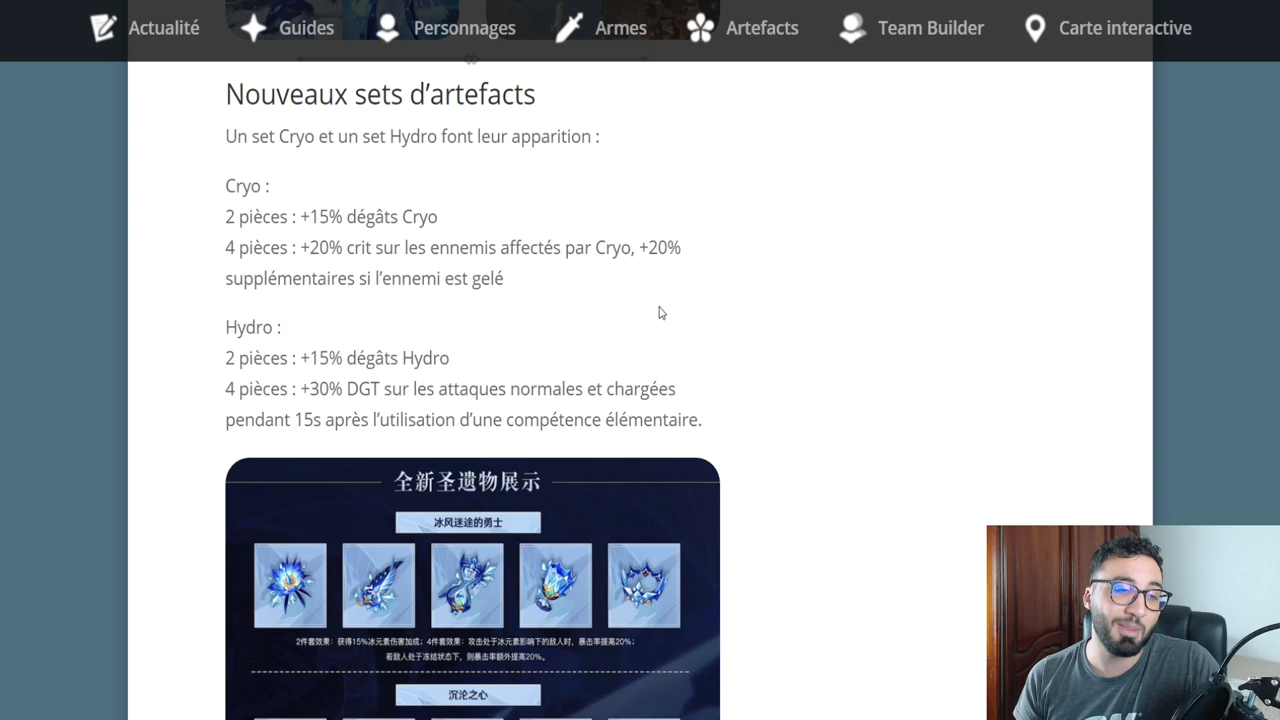 Actualité Guides Personnages Armes Artefacts Team Builder Carte interactive
Nouveaux sets d’artefacts
Un set Cryo et un set Hydro font leur apparition :
Cryo :
2 pièces : +15% dégâts Cryo
4 pièces : +20% crit sur les ennemis affectés par Cryo, +20%
supplémentaires si l’ennemi est gelé
Hydro :
2 pièces : +15% dégâts Hydro
4 pièces : +30% DGT sur les attaques normales et chargées
pendant 15s après l’utilisation d’une compétence élémentaire.
全新圣遗物展示
冰风迷途的勇士
2件套效果：获得15%冰元素伤害加成；4件套效果：攻击处于冰元素影响下的敌人时，暴击率提高20%；
若敌人处于冻结状态下，则暴击率额外提高20%。
沉沦之心